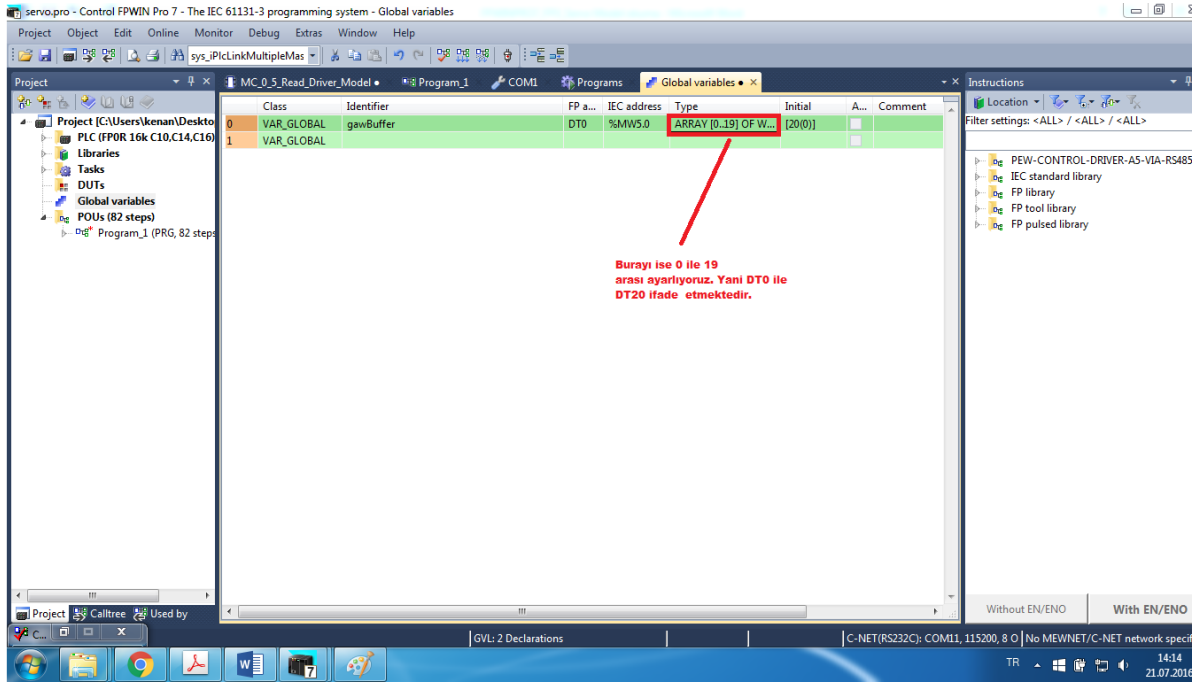 servo.pro - Control FPWIN Pro 7 - The IEC 61131-3 programming system - Global variables
Project Object Edit Online Monitor Debug Extras Window Help
sys_iPlcLinkMultipleMas
Project
MC_0_5_Read_Driver_Model
Program_1
COM1
Programs
Global variables
Instructions
Project [C:\Users\kenan\Deskto
PLC (FP0R 16k C10,C14,C16)
Libraries
Tasks
DUTs
Global variables
POUs (82 steps)
Program_1 (PRG, 82 steps
Class Identifier FP a... IEC address Type Initial A... Comment
0 VAR_GLOBAL gawBuffer DT0 %MW5.0 ARRAY [0..19] OF W... [20(0)]
1 VAR_GLOBAL
Burayı ise 0 ile 19
arası ayarlıyoruz. Yani DT0 ile
DT20 ifade etmektedir.
Location
Filter settings: <ALL> / <ALL> / <ALL>
PEW-CONTROL-DRIVER-A5-VIA-RS485
IEC standard library
FP library
FP tool library
FP pulsed library
Without EN/ENO With EN/ENO
Project Calltree Used by
C...
GVL: 2 Declarations
C-NET(RS232C): COM11, 115200, 8 O No MEWNET/C-NET network specif
TR
14:14
21.07.2016